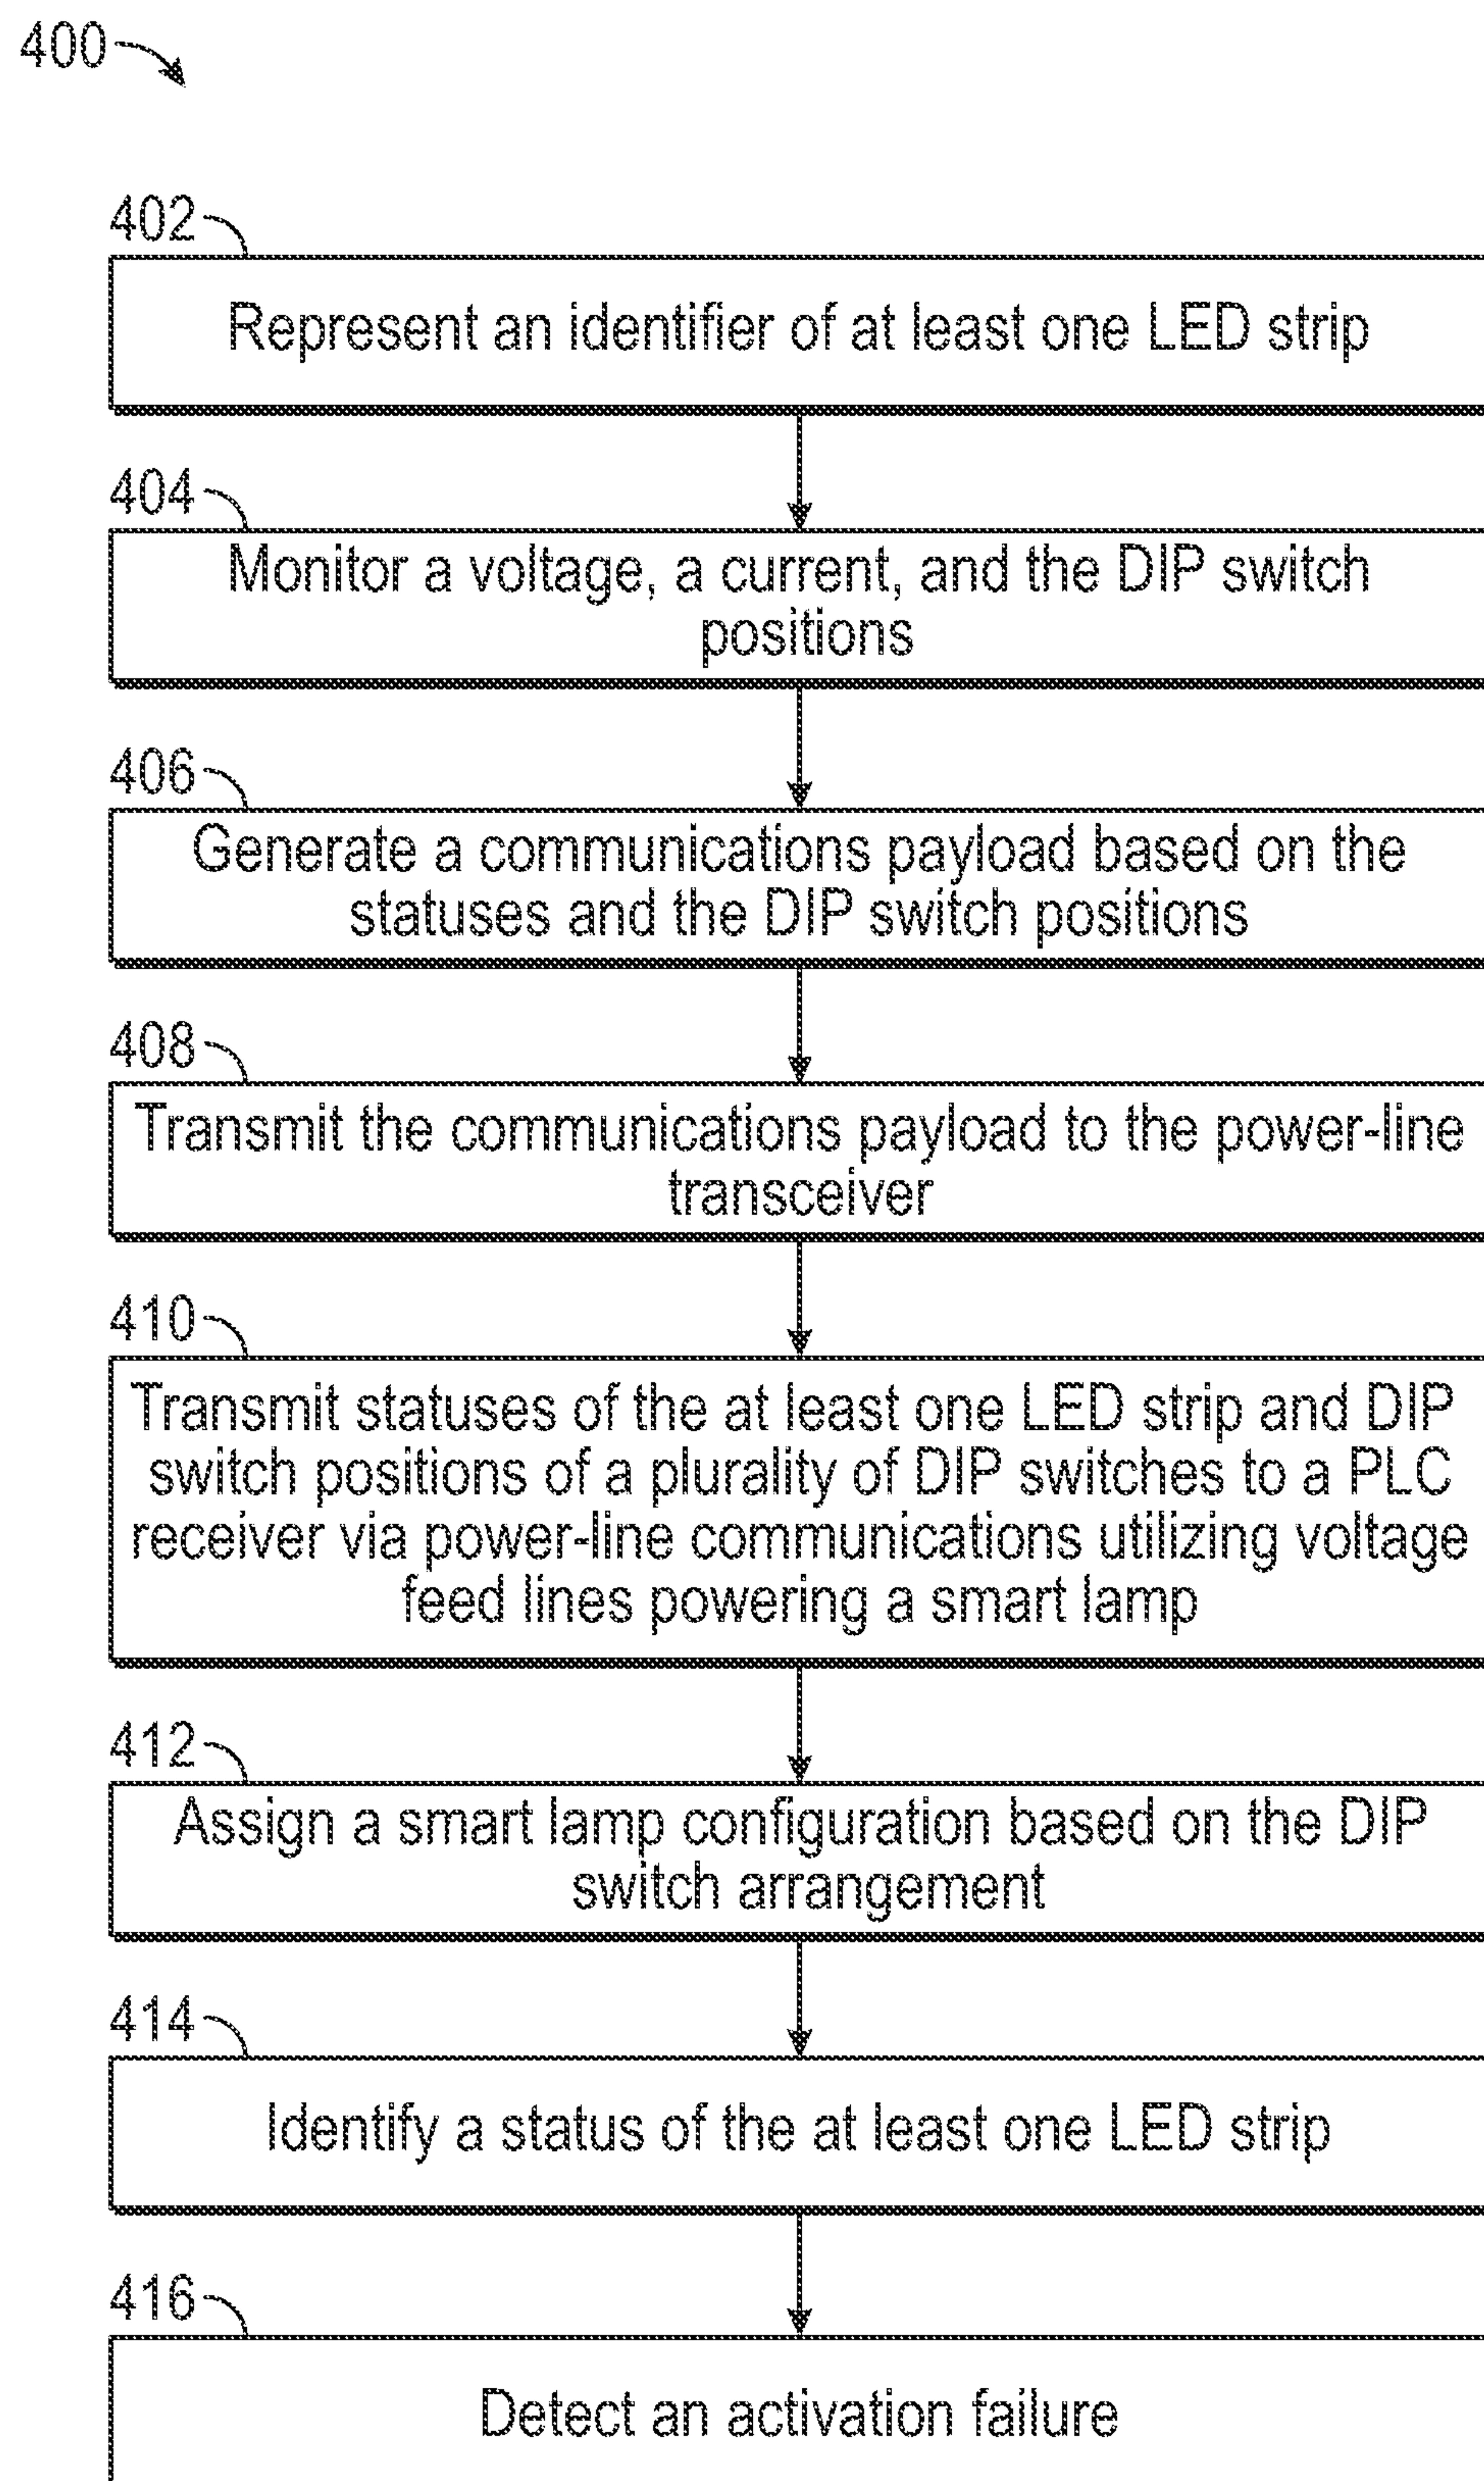 400
402
Represent an identifier of at least one LED strip
404
Monitor a voltage, a current, and the DIP switch
positions
406
Generate a communications payload based on the
statuses and the DIP switch positions
408
Transmit the communications payload to the power-line
transceiver
410
Transmit statuses of the at least one LED strip and DIP
switch positions of a plurality of DIP switches to a PLC
receiver via power-line communications utilizing voltage
feed lines powering a smart lamp
412
Assign a smart lamp configuration based on the DIP
switch arrangement
414
Identify a status of the at least one LED strip
416
Detect an activation failure